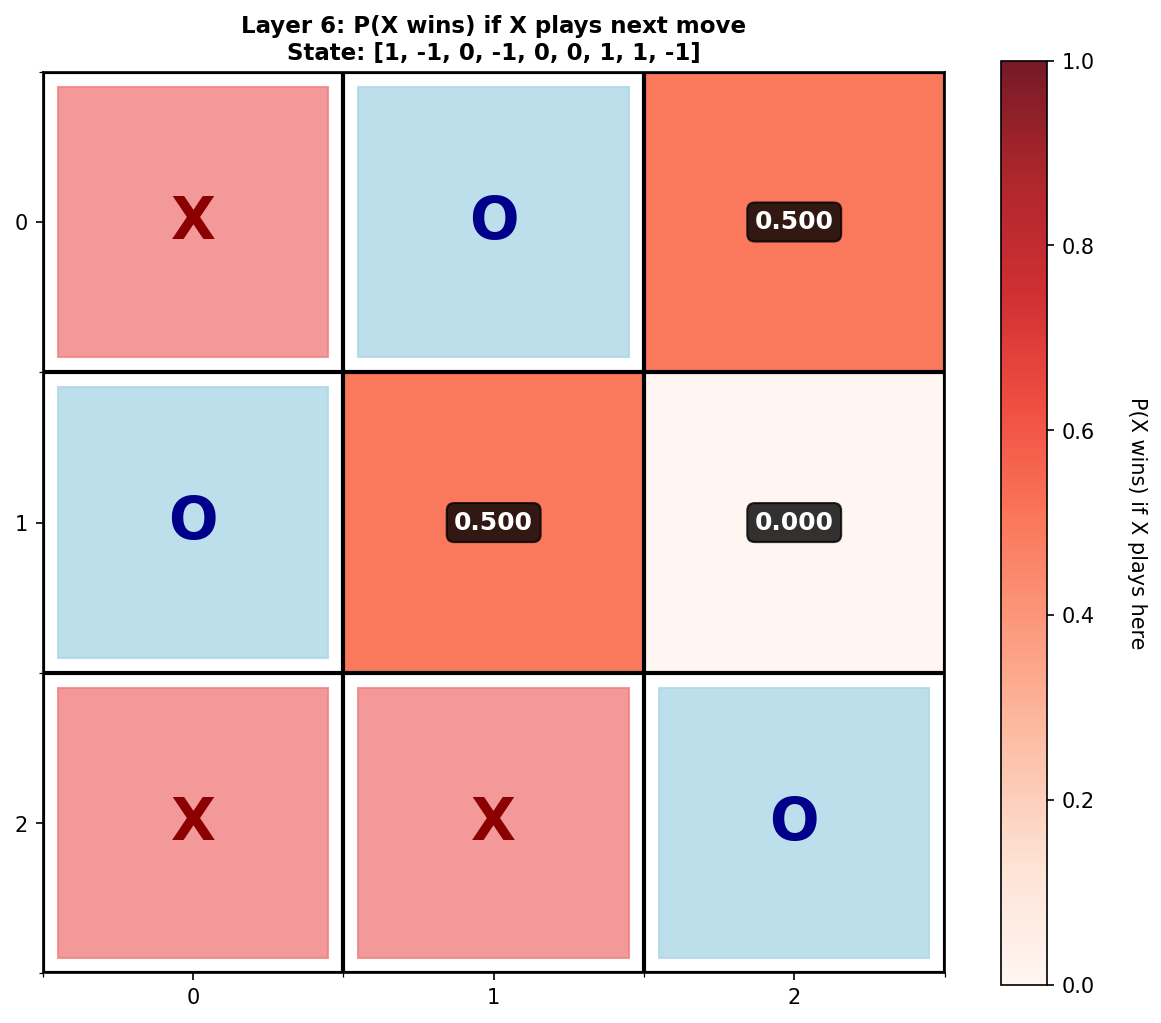 Layer 6: P(X wins) if X plays next move
State: [1, -1, 0, -1, 0, 0, 1, 1, -1]
X
O
0.500
O
0.500
0.000
X
X
O
0
1
2
0
1
2
1.0
0.8
0.6
0.4
0.2
0.0
P(X wins) if X plays here